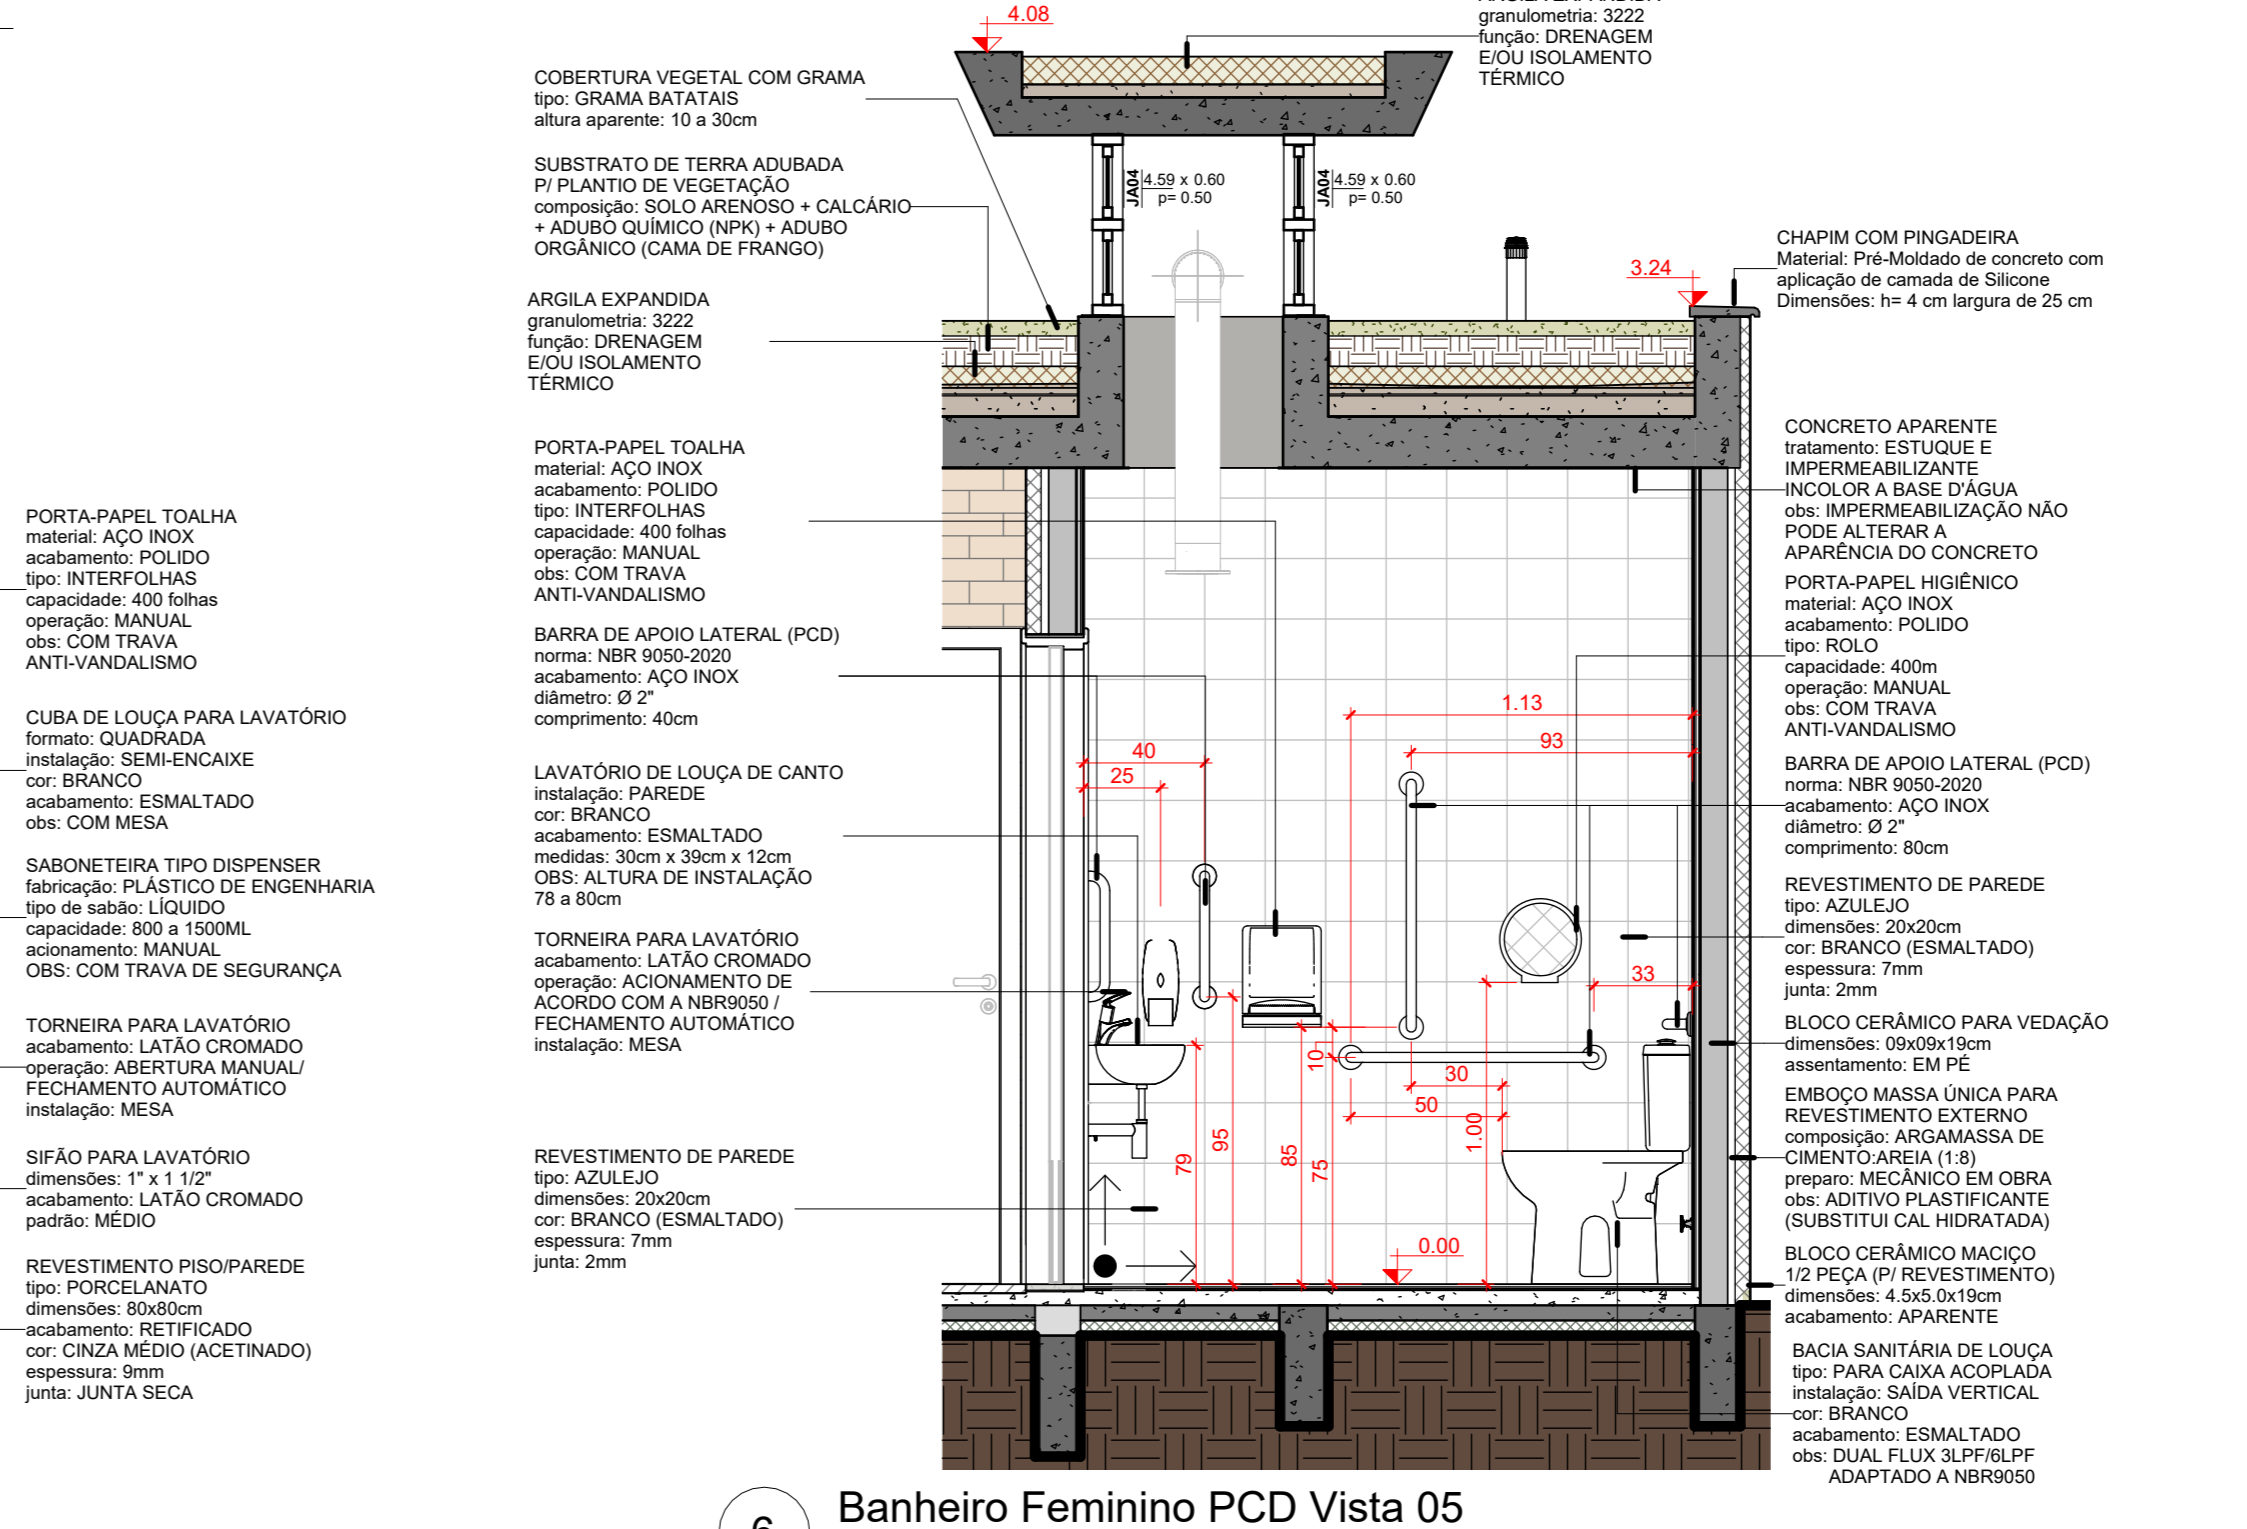 PORTA-PAPEL TOALHA
material: AÇO INOX
acabamento: POLIDO
tipo: INTERFOLHAS
capacidade: 400 folhas
operação: MANUAL
obs: COM TRAVA
ANTI-VANDALISMO
CUBA DE LOUÇA PARA LAVATÓRIO
formato: QUADRADA
instalação: SEMI-ENCAIXE
cor: BRANCO
acabamento: ESMALTADO
obs: COM MESA
SABONETEIRA TIPO DISPENSER
fabricação: PLÁSTICO DE ENGENHARIA
tipo de sabão: LÍQUIDO
capacidade: 800 a 1500ML
acionamento: MANUAL
OBS: COM TRAVA DE SEGURANÇA
TORNEIRA PARA LAVATÓRIO
acabamento: LATÃO CROMADO
operação: ABERTURA MANUAL/
FECHAMENTO AUTOMÁTICO
instalação: MESA
SIFÃO PARA LAVATÓRIO
dimensões: 1" x 1 1/2"
acabamento: LATÃO CROMADO
padrão: MÉDIO
REVESTIMENTO PISO/PAREDE
tipo: PORCELANATO
dimensões: 80x80cm
acabamento: RETIFICADO
cor: CINZA MÉDIO (ACETINADO)
espessura: 9mm
junta: JUNTA SECA
COBERTURA VEGETAL COM GRAMA
tipo: GRAMA BATATAIS
altura aparente: 10 a 30cm
SUBSTRATO DE TERRA ADUBADA
P/ PLANTIO DE VEGETAÇÃO
composição: SOLO ARENOSO + CALCÁRIO
+ ADUBO QUÍMICO (NPK) + ADUBO
ORGÂNICO (CAMA DE FRANGO)
ARGILA EXPANDIDA
granulometria: 3222
função: DRENAGEM
E/OU ISOLAMENTO
TÉRMICO
PORTA-PAPEL TOALHA
material: AÇO INOX
acabamento: POLIDO
tipo: INTERFOLHAS
capacidade: 400 folhas
operação: MANUAL
obs: COM TRAVA
ANTI-VANDALISMO
BARRA DE APOIO LATERAL (PCD)
norma: NBR 9050-2020
acabamento: AÇO INOX
diâmetro: Ø 2"
comprimento: 40cm
LAVATÓRIO DE LOUÇA DE CANTO
instalação: PAREDE
cor: BRANCO
acabamento: ESMALTADO
medidas: 30cm x 39cm x 12cm
OBS: ALTURA DE INSTALAÇÃO
78 a 80cm
TORNEIRA PARA LAVATÓRIO
acabamento: LATÃO CROMADO
operação: ACIONAMENTO DE
ACORDO COM A NBR9050 /
FECHAMENTO AUTOMÁTICO
instalação: MESA
REVESTIMENTO DE PAREDE
tipo: AZULEJO
dimensões: 20x20cm
cor: BRANCO (ESMALTADO)
espessura: 7mm
junta: 2mm
4.08
JA04
4.59 x 0.60
p= 0.50
JA04
4.59 x 0.60
p= 0.50
3.24
1.13
93
40
25
33
10
30
50
79
95
85
75
1.00
0.00
ARGILA EXPANDIDA
granulometria: 3222
função: DRENAGEM
E/OU ISOLAMENTO
TÉRMICO
CHAPIM COM PINGADEIRA
Material: Pré-Moldado de concreto com
aplicação de camada de Silicone
Dimensões: h= 4 cm largura de 25 cm
CONCRETO APARENTE
tratamento: ESTUQUE E
IMPERMEABILIZANTE
INCOLOR A BASE D'ÁGUA
obs: IMPERMEABILIZAÇÃO NÃO
PODE ALTERAR A
APARÊNCIA DO CONCRETO
PORTA-PAPEL HIGIÊNICO
material: AÇO INOX
acabamento: POLIDO
tipo: ROLO
capacidade: 400m
operação: MANUAL
obs: COM TRAVA
ANTI-VANDALISMO
BARRA DE APOIO LATERAL (PCD)
norma: NBR 9050-2020
acabamento: AÇO INOX
diâmetro: Ø 2"
comprimento: 80cm
REVESTIMENTO DE PAREDE
tipo: AZULEJO
dimensões: 20x20cm
cor: BRANCO (ESMALTADO)
espessura: 7mm
junta: 2mm
BLOCO CERÂMICO PARA VEDAÇÃO
dimensões: 09x09x19cm
assentamento: EM PÉ
EMBOÇO MASSA ÚNICA PARA
REVESTIMENTO EXTERNO
composição: ARGAMASSA DE
CIMENTO:AREIA (1:8)
preparo: MECÂNICO EM OBRA
obs: ADITIVO PLASTIFICANTE
(SUBSTITUI CAL HIDRATADA)
BLOCO CERÂMICO MACIÇO
1/2 PEÇA (P/ REVESTIMENTO)
dimensões: 4.5x5.0x19cm
acabamento: APARENTE
BACIA SANITÁRIA DE LOUÇA
tipo: PARA CAIXA ACOPLADA
instalação: SAÍDA VERTICAL
cor: BRANCO
acabamento: ESMALTADO
obs: DUAL FLUX 3LPF/6LPF
ADAPTADO A NBR9050
6
Banheiro Feminino PCD Vista 05